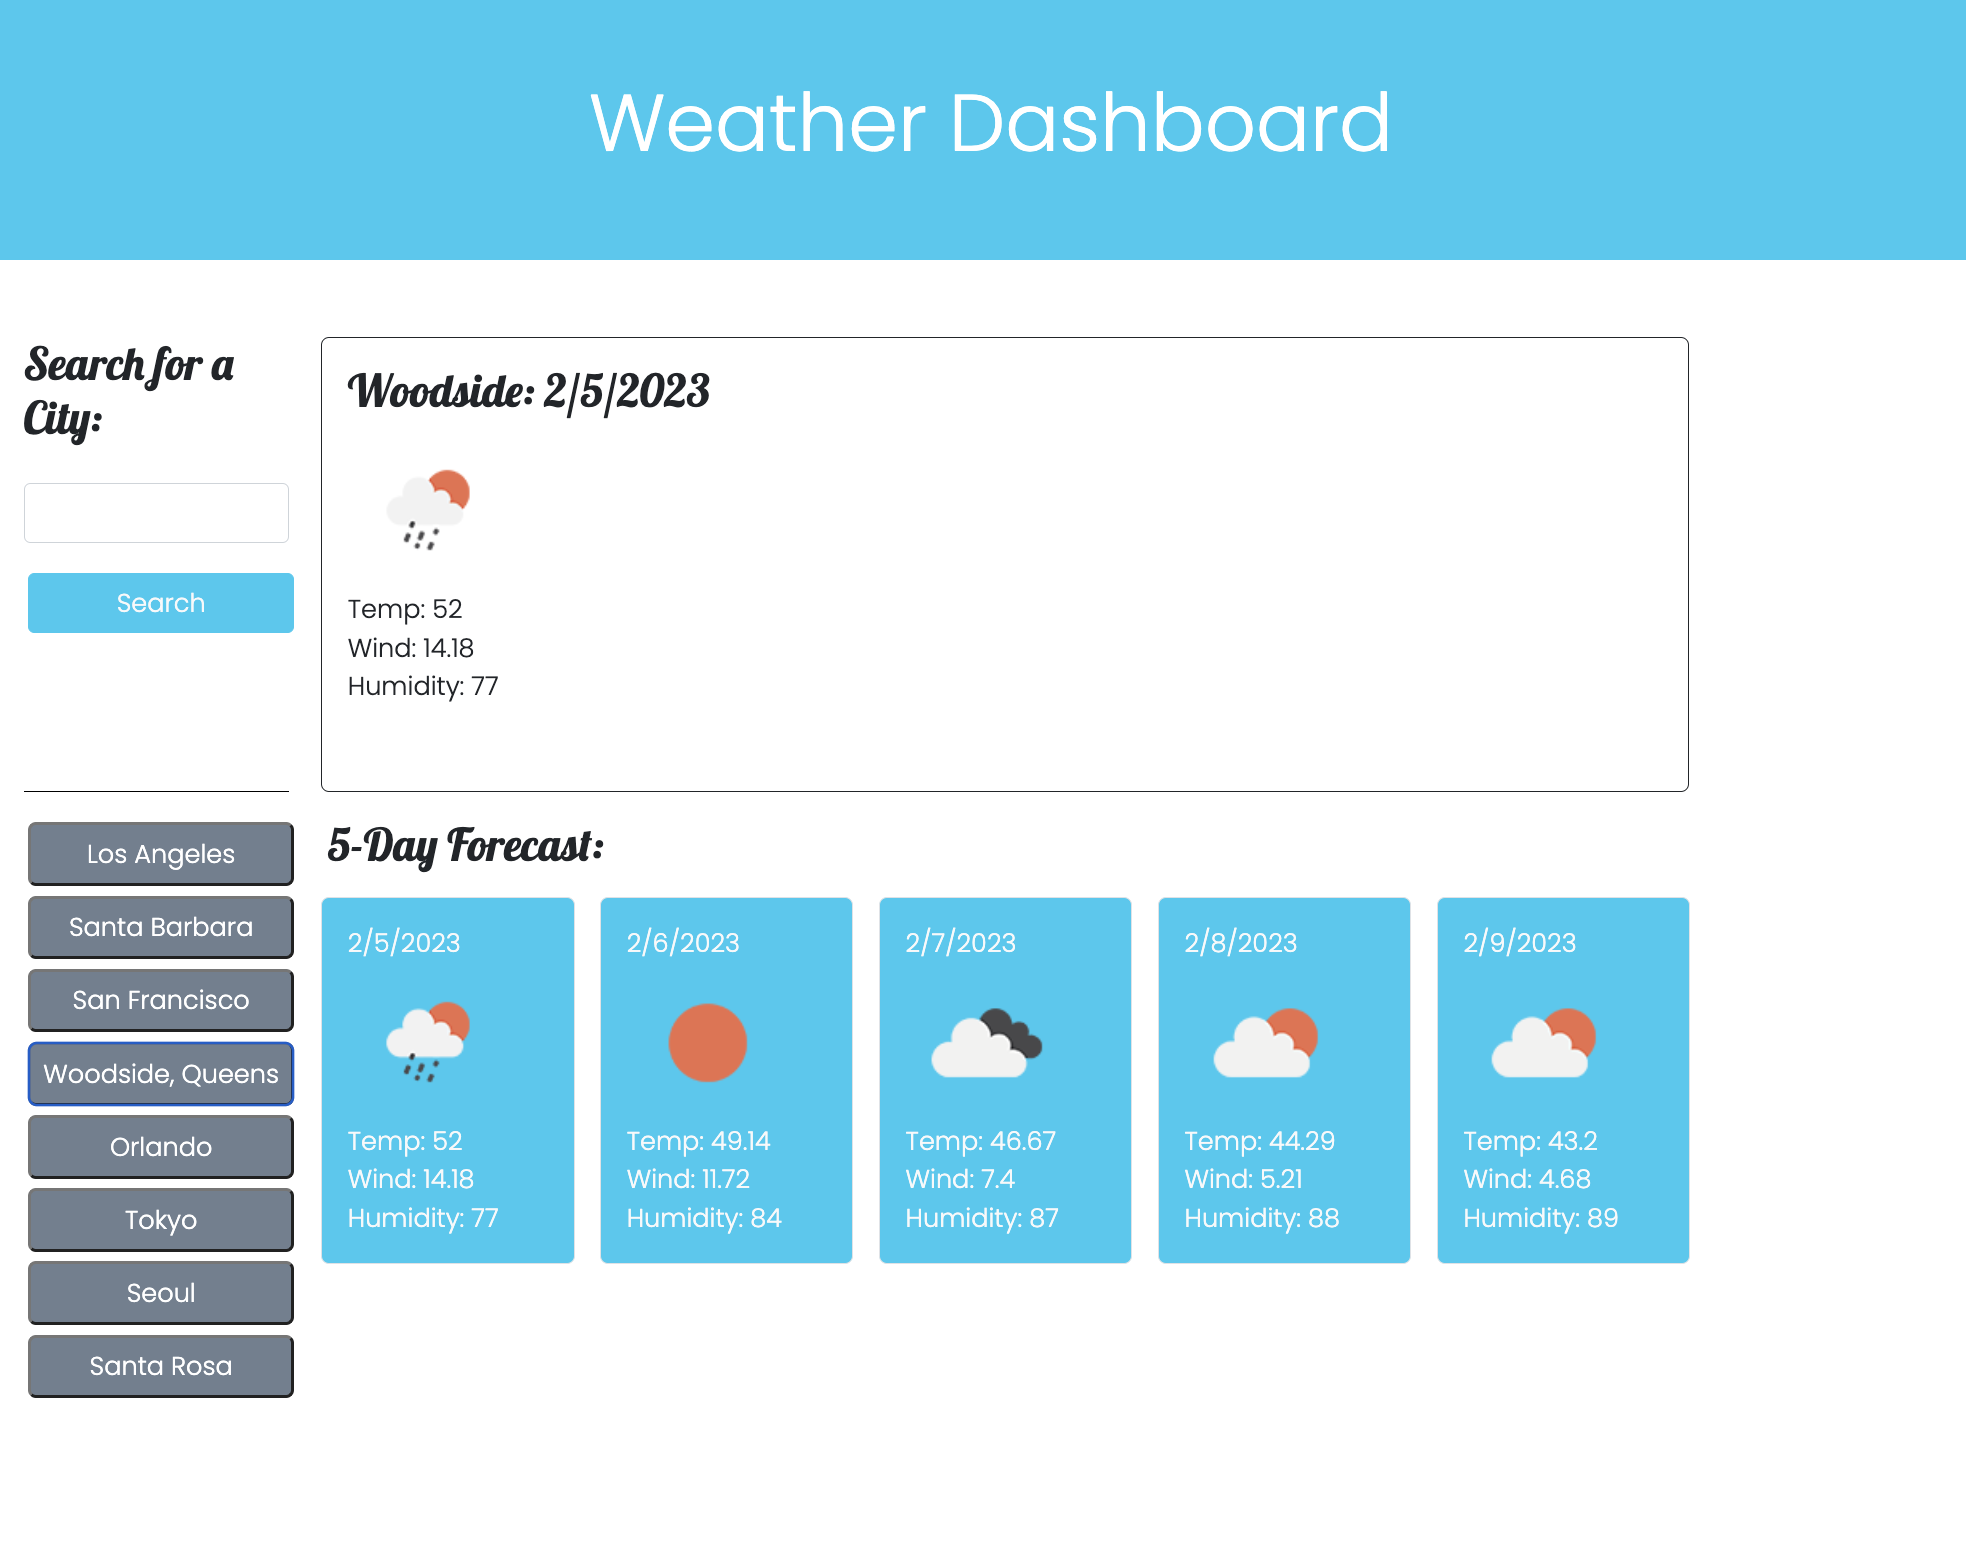 Weather Dashboard
Search for a
City:
Search
Los Angeles
Santa Barbara
San Francisco
Woodside, Queens
Orlando
Tokyo
Seoul
Santa Rosa
Woodside: 2/5/2023
Temp: 52
Wind: 14.18
Humidity: 77
5-Day Forecast:
2/5/2023
Temp: 52
Wind: 14.18
Humidity: 77
2/6/2023
Temp: 49.14
Wind: 11.72
Humidity: 84
2/7/2023
Temp: 46.67
Wind: 7.4
Humidity: 87
2/8/2023
Temp: 44.29
Wind: 5.21
Humidity: 88
2/9/2023
Temp: 43.2
Wind: 4.68
Humidity: 89